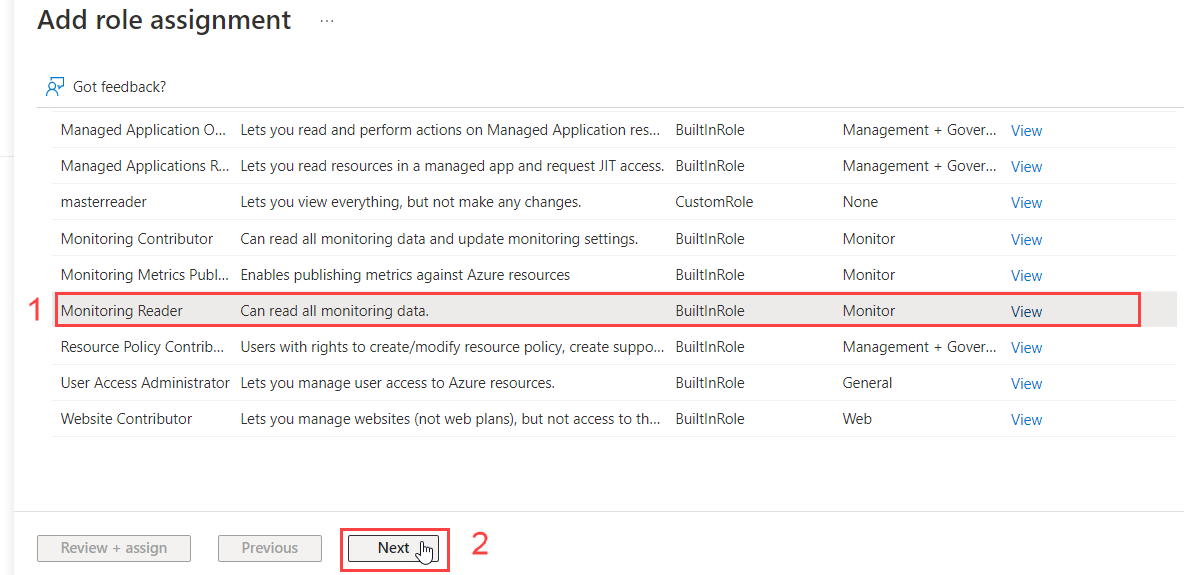 Add role assignment ...
Got feedback?
Managed Application O... Lets you read and perform actions on Managed Application res... BuiltInRole Management + Gover... View
Managed Applications R... Lets you read resources in a managed app and request JIT access. BuiltInRole Management + Gover... View
masterreader Lets you view everything, but not make any changes. CustomRole None View
Monitoring Contributor Can read all monitoring data and update monitoring settings. BuiltInRole Monitor View
Monitoring Metrics Publ... Enables publishing metrics against Azure resources BuiltInRole Monitor View
1 Monitoring Reader Can read all monitoring data. BuiltInRole Monitor View
Resource Policy Contrib... Users with rights to create/modify resource policy, create suppo... BuiltInRole Management + Gover... View
User Access Administrator Lets you manage user access to Azure resources. BuiltInRole General View
Website Contributor Lets you manage websites (not web plans), but not access to th... BuiltInRole Web View
Review + assign Previous Next 2